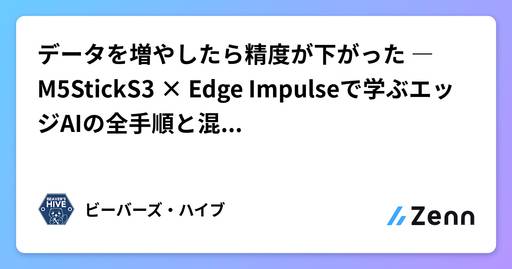 データを増やしたら精度が下がった ―
M5StickS3 × Edge Impulseで学ぶエッ
ジAIの全手順と混...
BEAVER'S
HIVE
ビーバーズ・ハイブ
Zenn